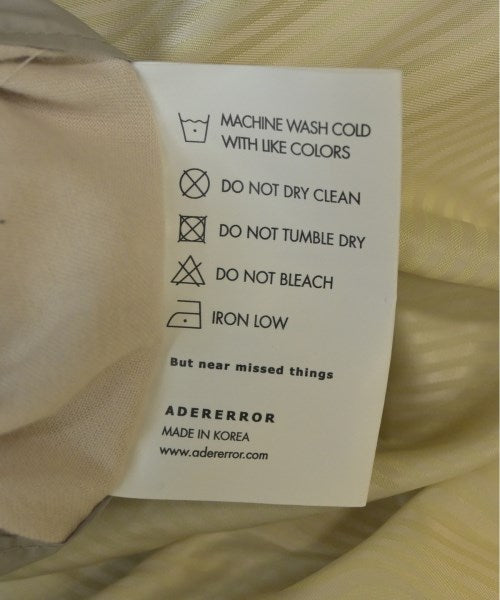 MACHINE WASH COLD
WITH LIKE COLORS
DO NOT DRY CLEAN
DO NOT TUMBLE DRY
DO NOT BLEACH
IRON LOW
But near missed things
ADERERROR
MADE IN KOREA
www.adererror.com